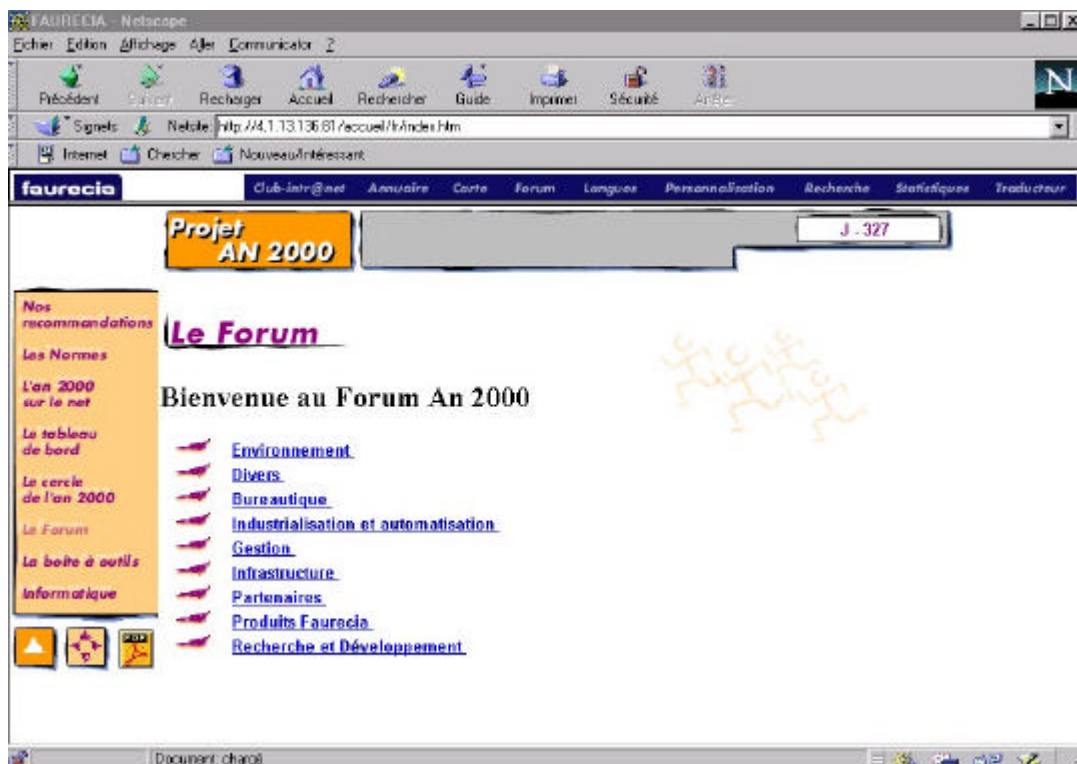 FAURECIA - Netscape
Fichier Edition Affichage Aller Communicator ?
Précédent Suivant Recharger Accueil Rechercher Guide Imprimer Sécurité Arrêter
Signets Netsite: http://4.1.13.136:81/accueil/fr/index.htm
Internet Chercher Nouveau/Intéressant
faurecia Club-intr@net Annuaire Carte Forum Langues Personnalisation Recherche Statistiques Traducteur
Projet
AN 2000
J - 327
Nos
recommandations
Les Normes
L'an 2000
sur le net
Le tableau
de bord
Le cercle
de l'an 2000
Le Forum
La boîte à outils
Informatique
PDF
Le Forum
Bienvenue au Forum An 2000
Environnement
Divers
Bureautique
Industrialisation et automatisation
Gestion
Infrastructure
Partenaires
Produits Faurecia
Recherche et Développement
Document: chargé